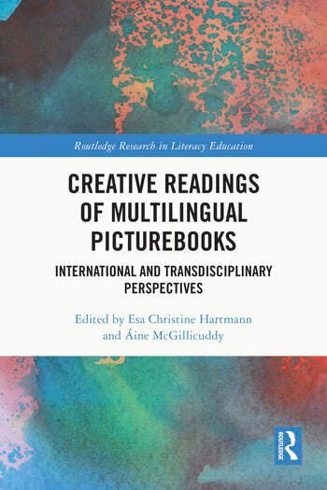 Routledge Research in Literacy Education
CREATIVE READINGS
OF MULTILINGUAL
PICTUREBOOKS
INTERNATIONAL AND TRANSDISCIPLINARY
PERSPECTIVES
Edited by Esa Christine Hartmann
and Áine McGillicuddy
ROUTLEDGE